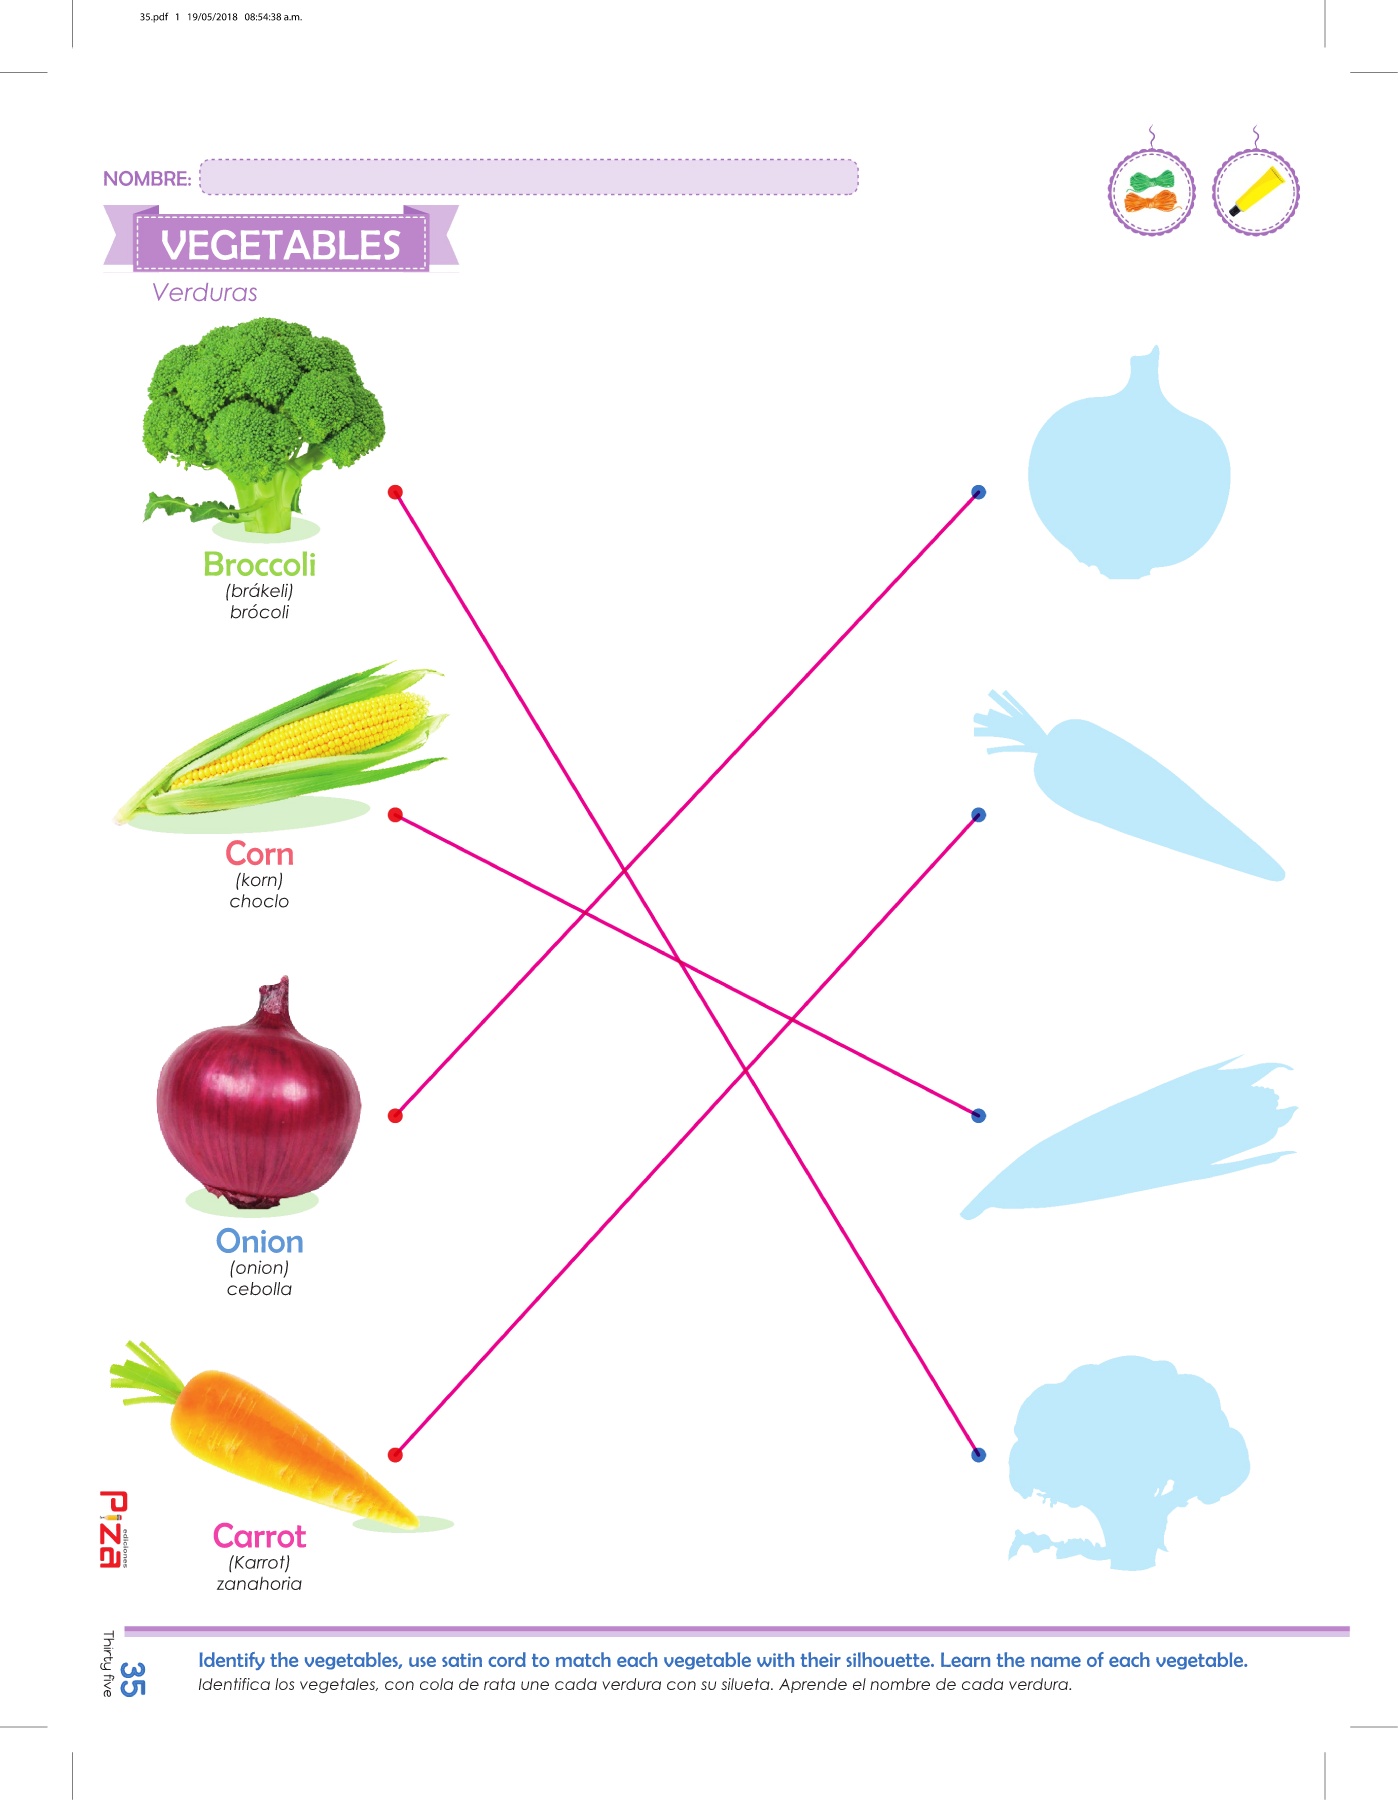 35.pdf 1 19/05/2018 08:54:38 a.m.
NOMBRE:
VEGETABLES
Verduras
Broccoli
(brákeli)
brócoli
Corn
(korn)
choclo
Onion
(onion)
cebolla
Carrot
(Karrot)
zanahoria
Piza
ediciones
Thirty five
35
Identify the vegetables, use satin cord to match each vegetable with their silhouette. Learn the name of each vegetable.
Identifica los vegetales, con cola de rata une cada verdura con su silueta. Aprende el nombre de cada verdura.